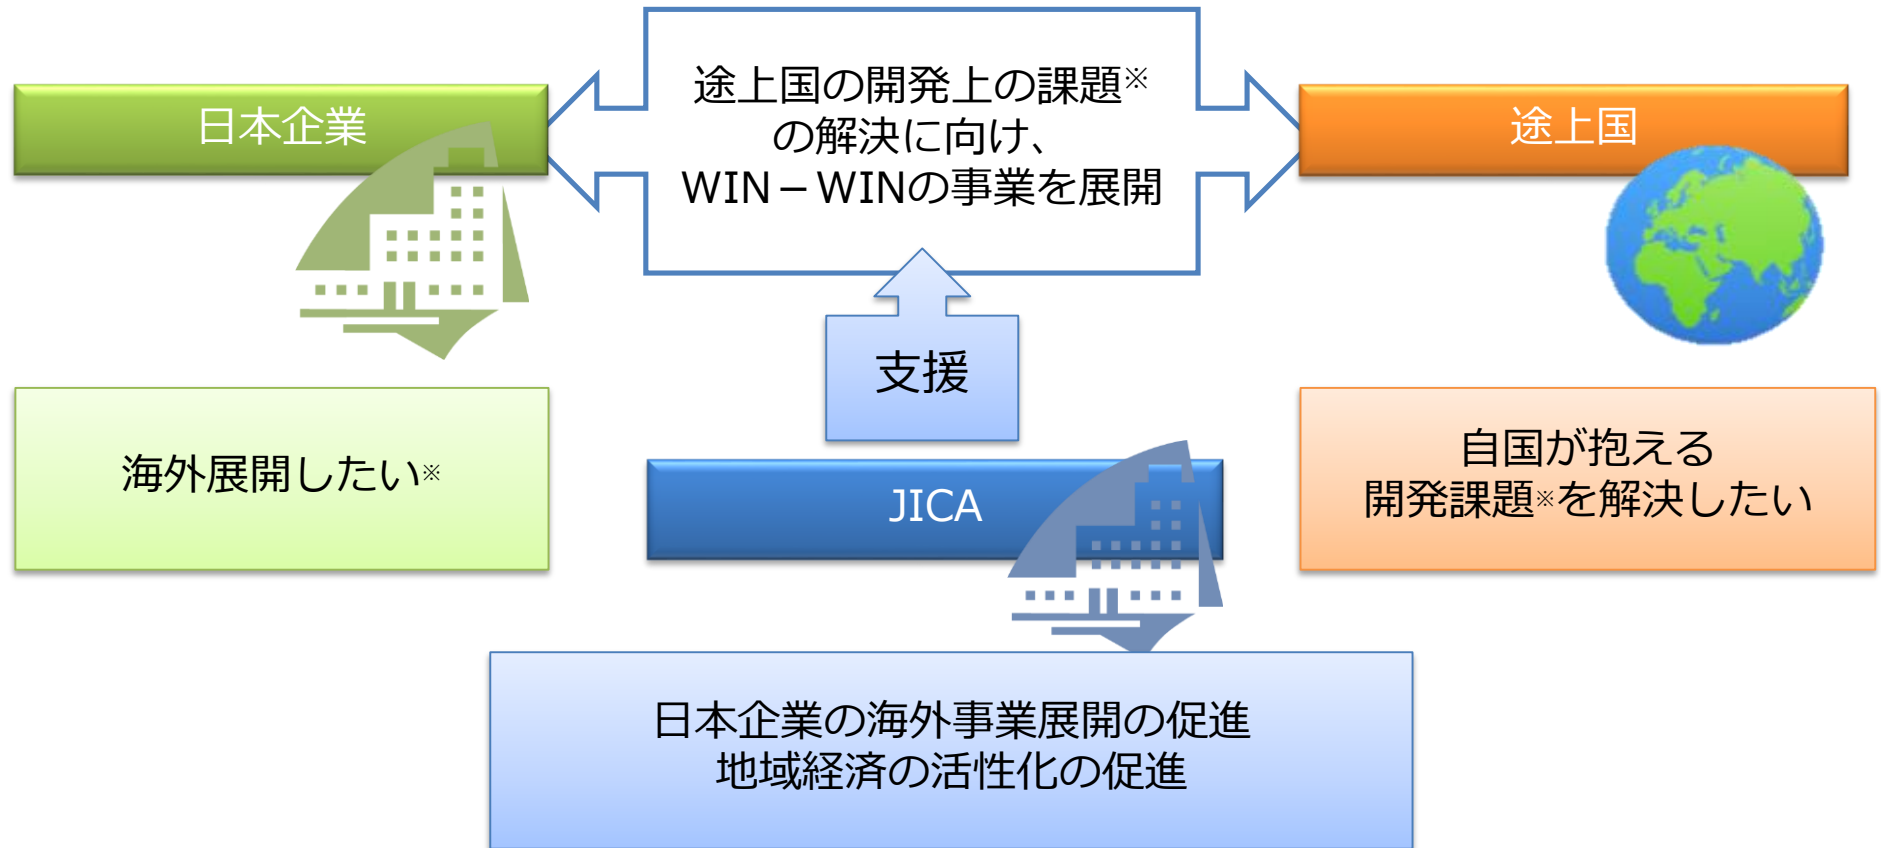 日本企業
途上国の開発上の課題※
の解決に向け、
WIN－WINの事業を展開
途上国
支援
海外展開したい※
JICA
自国が抱える
開発課題※を解決したい
日本企業の海外事業展開の促進
地域経済の活性化の促進